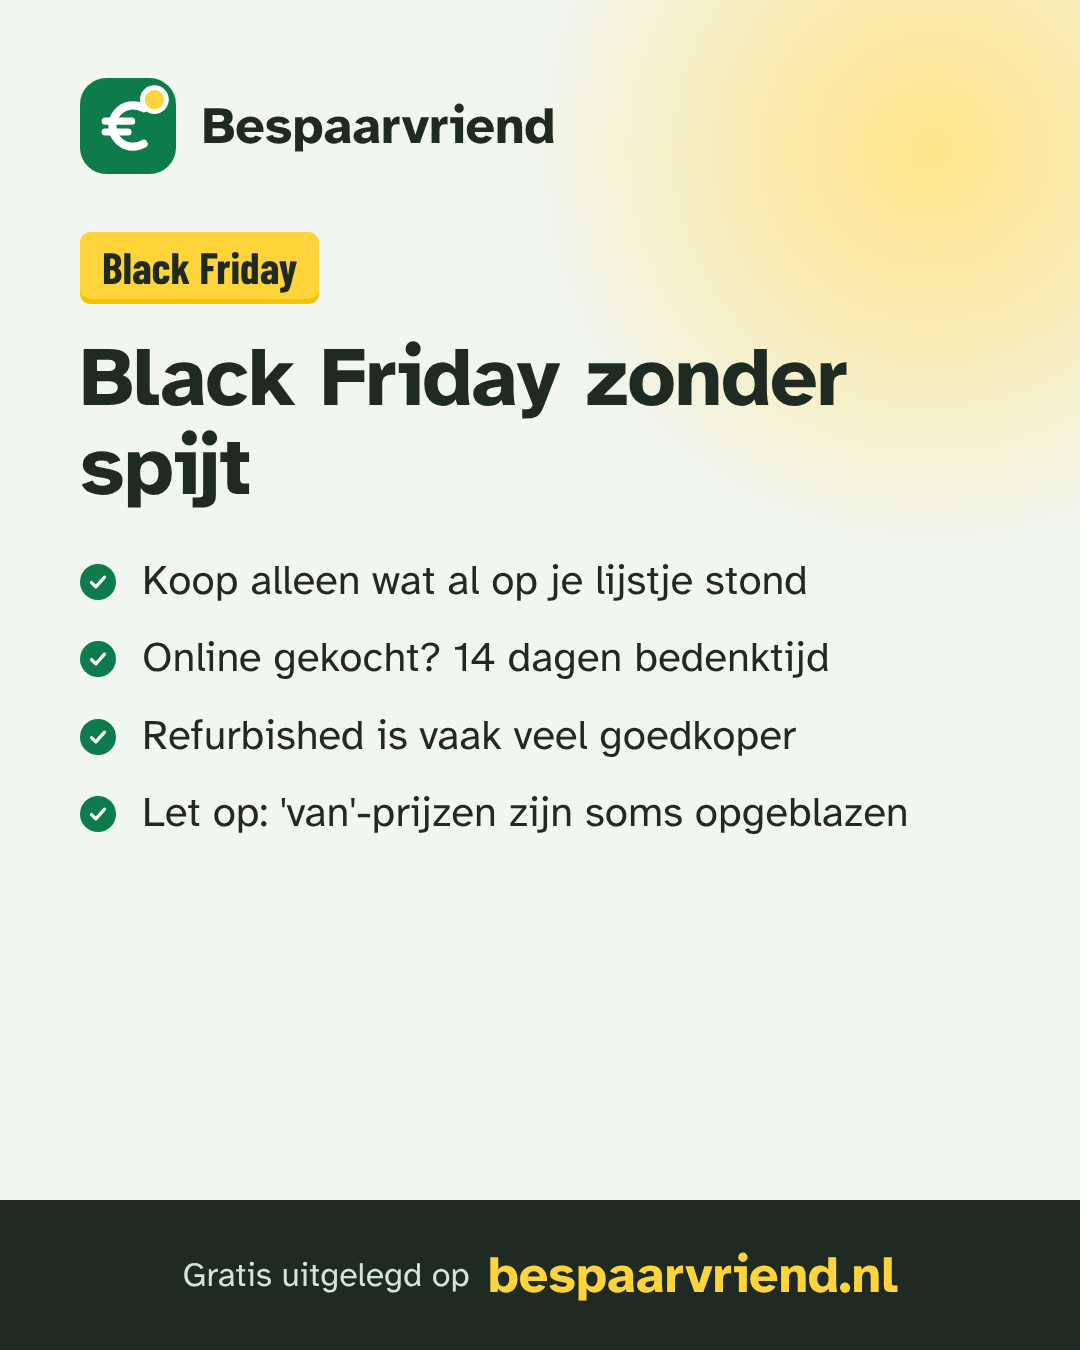 Bespaarvriend
Black Friday
Black Friday zonder
spijt
Koop alleen wat al op je lijstje stond
Online gekocht? 14 dagen bedenktijd
Refurbished is vaak veel goedkoper
Let op: 'van'-prijzen zijn soms opgeblazen
Gratis uitgelegd op bespaarvriend.nl